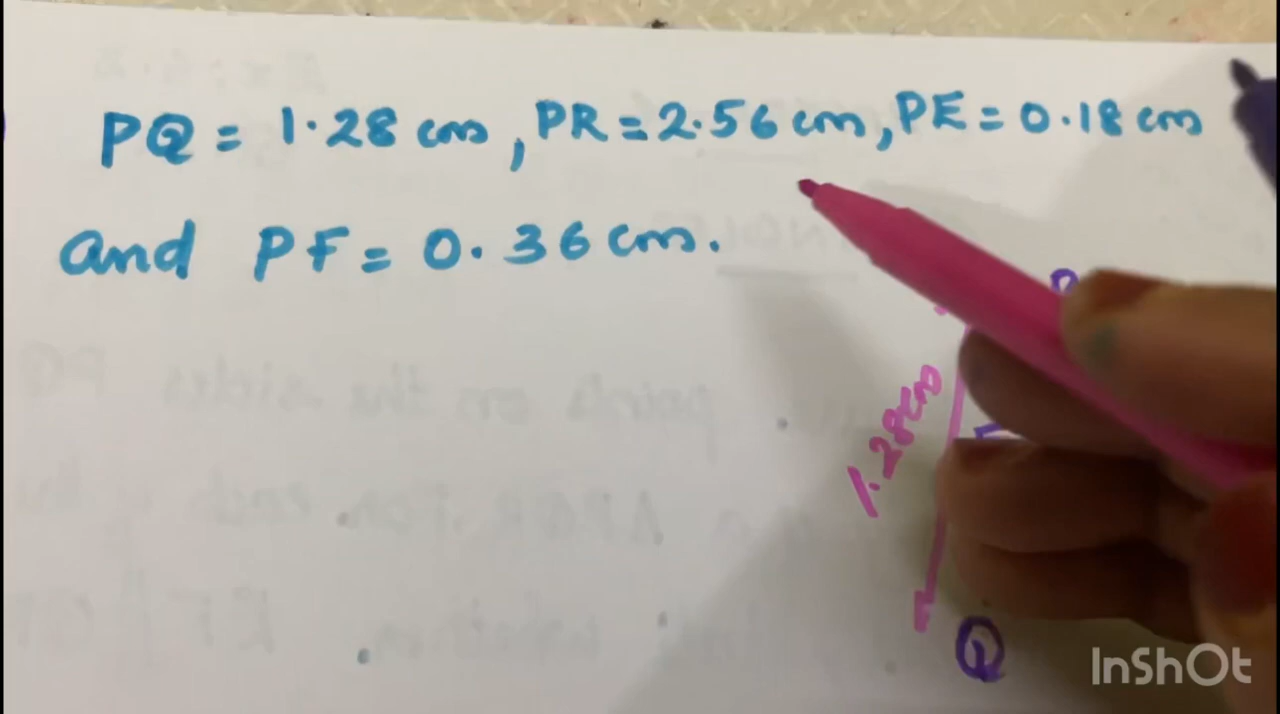 PQ = 1.28 cm, PR = 2.56 cm, PE = 0.18 cm
and PF = 0.36 cm.
1.28cm
Q
InShOt